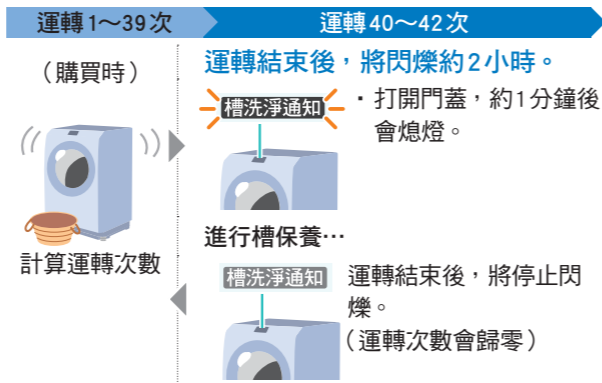 運轉1～39次
運轉40～42次
（購買時）
計算運轉次數
運轉結束後，將閃爍約2小時。
槽洗淨通知
・打開門蓋，約1分鐘後
會熄燈。
進行槽保養…
槽洗淨通知
運轉結束後，將停止閃
爍。
（運轉次數會歸零）